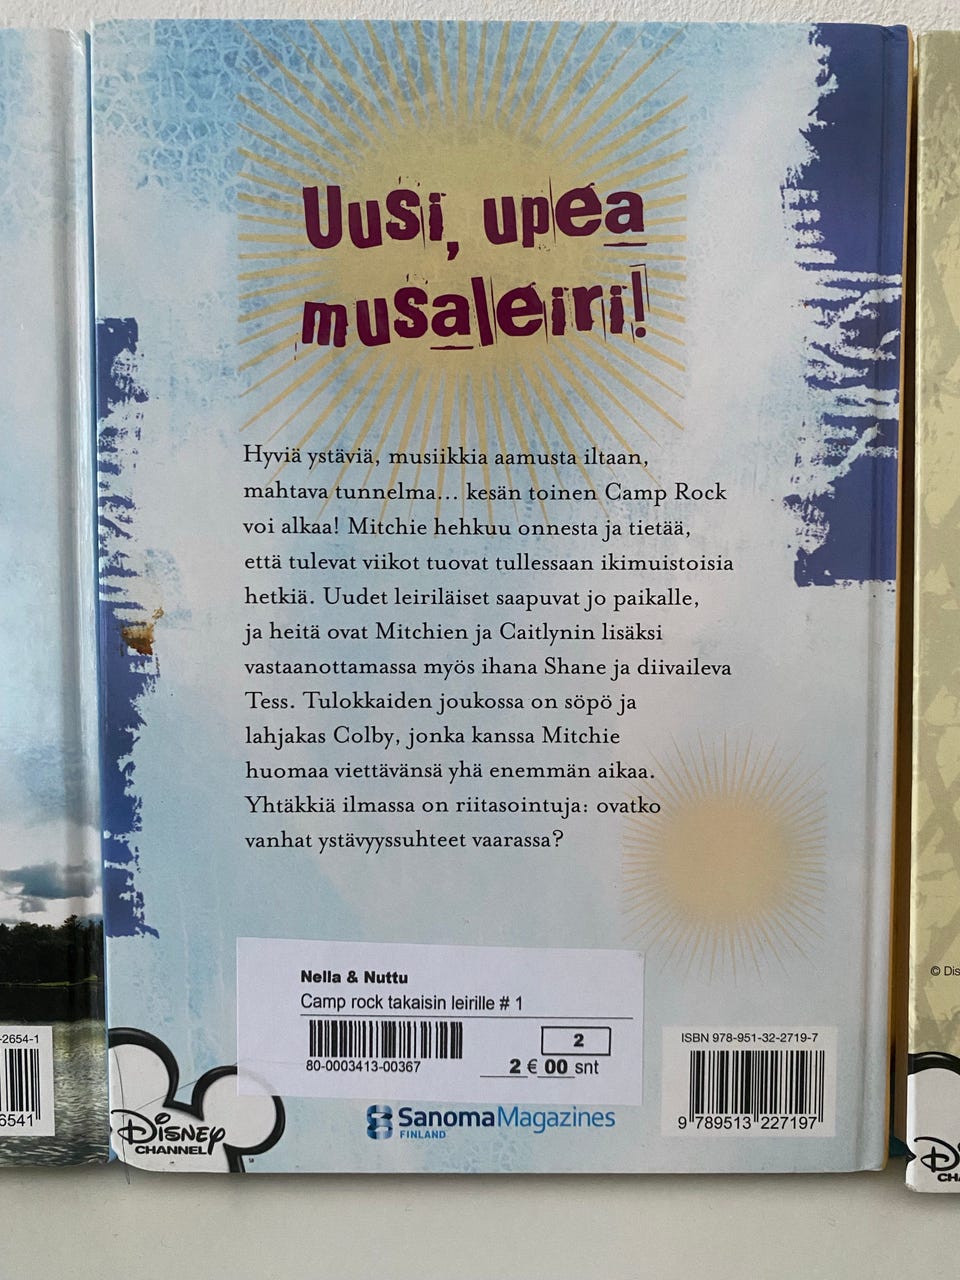 Uusi, upea
musaleiri!
Hyviä ystäviä, musiikkia aamusta iltaan,
mahtava tunnelma... kesän toinen Camp Rock
voi alkaa! Mitchie hehkuu onnesta ja tietää,
että tulevat viikot tuovat tullessaan ikimuistoisia
hetkiä. Uudet leiriläiset saapuvat jo paikalle,
ja heitä ovat Mitchien ja Caitlynin lisäksi
vastaanottamassa myös ihana Shane ja diivaileva
Tess. Tulokkaiden joukossa on söpö ja
lahjakas Colby, jonka kanssa Mitchie
huomaa viettävänsä yhä enemmän aikaa.
Yhtäkkiä ilmassa on riitasointuja: ovatko
vanhat ystävyyssuhteet vaarassa?
Nella & Nuttu
Camp rock takaisin leirille # 1
80-0003413-00367
2
2 € 00 snt
ISBN 978-951-32-2719-7
9 789513 227197
SanomaMagazines
FINLAND
Disney
CHANNEL
-2654-1
6541
© Dis
D
CHA